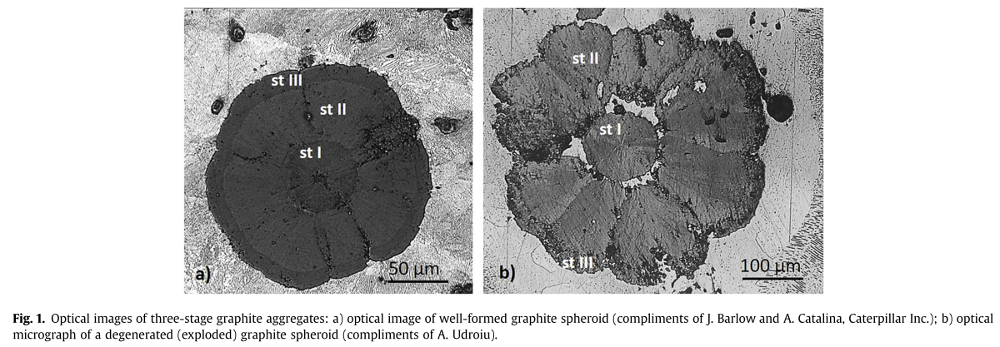 st III
st II
st I
a)
50 µm
st II
st I
st III
b)
100 µm
Fig. 1. Optical images of three-stage graphite aggregates: a) optical image of well-formed graphite spheroid (compliments of J. Barlow and A. Catalina, Caterpillar Inc.); b) optical
micrograph of a degenerated (exploded) graphite spheroid (compliments of A. Udroiu).